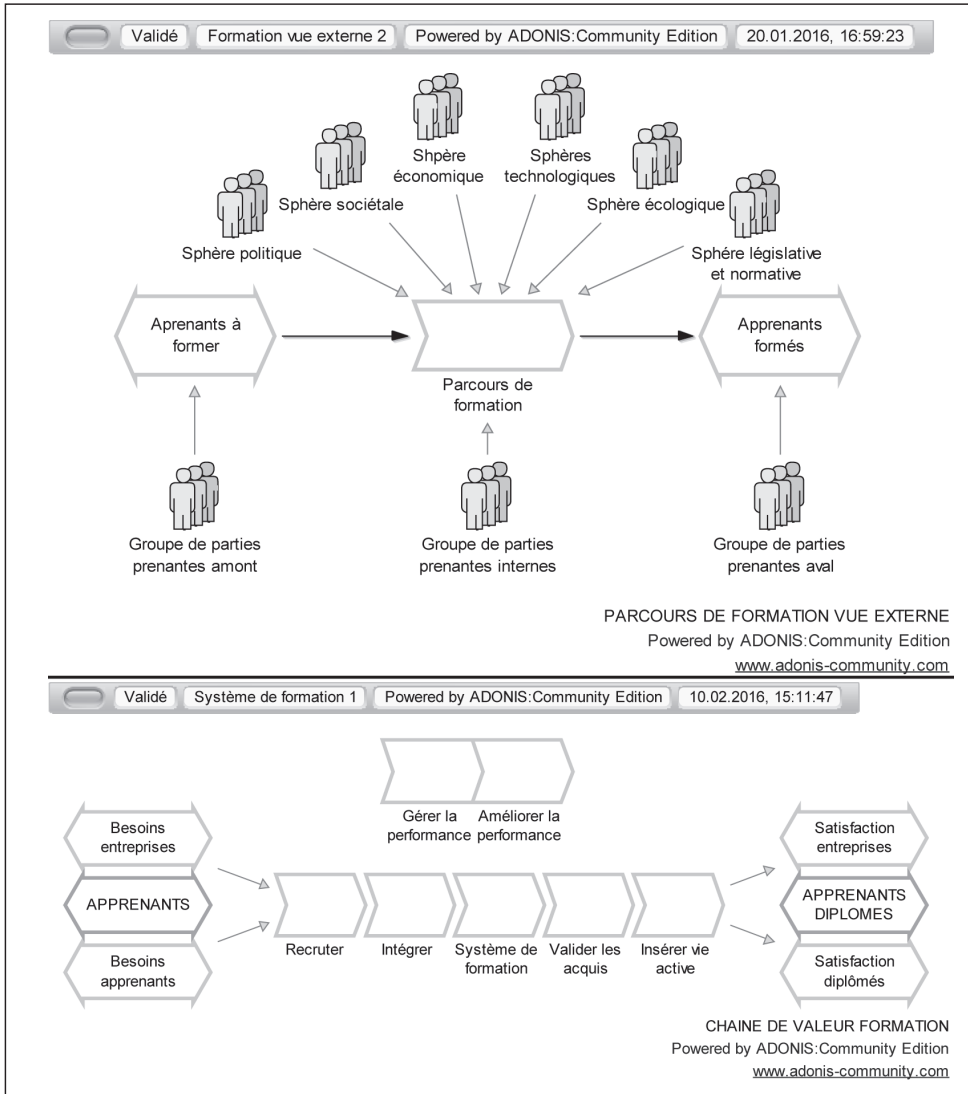 Validé Formation vue externe 2 Powered by ADONIS:Community Edition 20.01.2016, 16:59:23
Shpère
économique
Sphères
technologiques
Sphère sociétale
Sphère écologique
Sphère politique
Sphére législative
et normative
Aprenants à
former
Apprenants
formés
Parcours de
formation
Groupe de parties
prenantes amont
Groupe de parties
prenantes internes
Groupe de parties
prenantes aval
PARCOURS DE FORMATION VUE EXTERNE
Powered by ADONIS:Community Edition
www.adonis-community.com
Validé Système de formation 1 Powered by ADONIS:Community Edition 10.02.2016, 15:11:47
Gérer la
performance
Améliorer la
performance
Besoins
entreprises
APPRENANTS
Besoins
apprenants
Recruter
Intégrer
Système de
formation
Valider les
acquis
Insérer vie
active
Satisfaction
entreprises
APPRENANTS
DIPLOMES
Satisfaction
diplômés
CHAINE DE VALEUR FORMATION
Powered by ADONIS:Community Edition
www.adonis-community.com